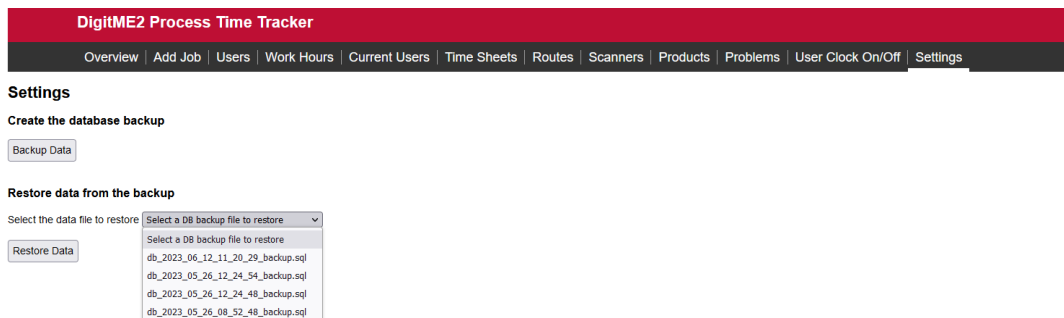 DigitME2 Process Time Tracker
Overview | Add Job | Users | Work Hours | Current Users | Time Sheets | Routes | Scanners | Products | Problems | User Clock On/Off | Settings
Settings
Create the database backup
Backup Data
Restore data from the backup
Select the data file to restore Select a DB backup file to restore
Select a DB backup file to restore
Restore Data
db_2023_06_12_11_20_29_backup.sql
db_2023_05_26_12_24_54_backup.sql
db_2023_05_26_12_24_48_backup.sql
db_2023_05_26_08_52_48_backup.sql